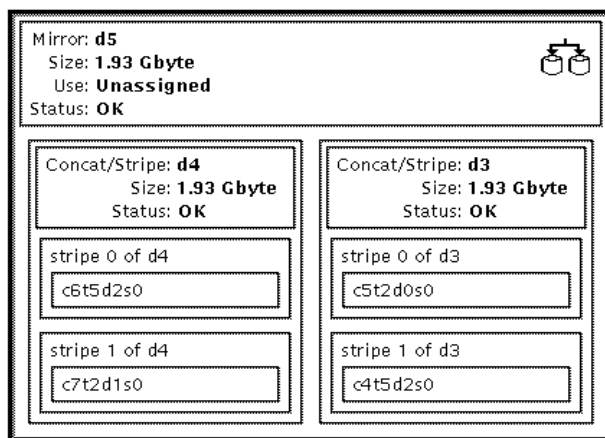 Mirror: d5
Size: 1.93 Gbyte
Use: Unassigned
Status: OK
Concat/Stripe: d4
Size: 1.93 Gbyte
Status: OK
stripe 0 of d4
c6t5d2s0
stripe 1 of d4
c7t2d1s0
Concat/Stripe: d3
Size: 1.93 Gbyte
Status: OK
stripe 0 of d3
c5t2d0s0
stripe 1 of d3
c4t5d2s0